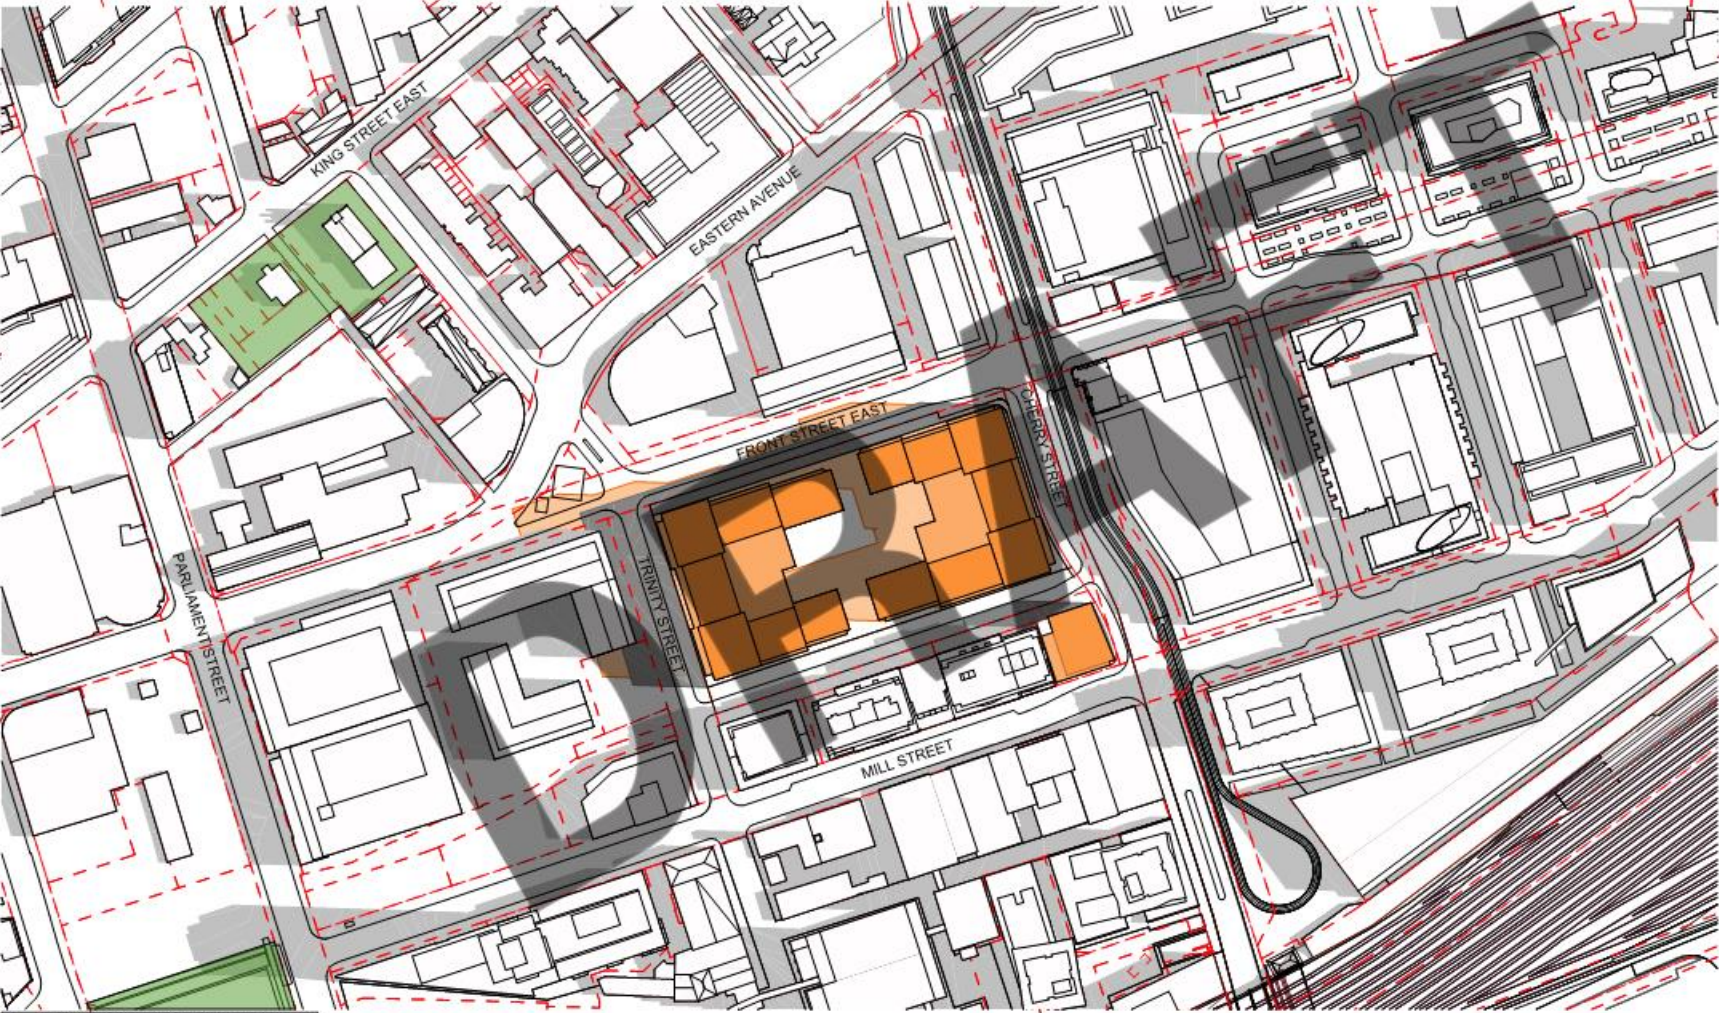 KING STREET EAST
EASTERN AVENUE
FRONT STREET EAST
CHERRY STREET
PARLIAMENT STREET
TRINITY STREET
MILL STREET
DRAFT